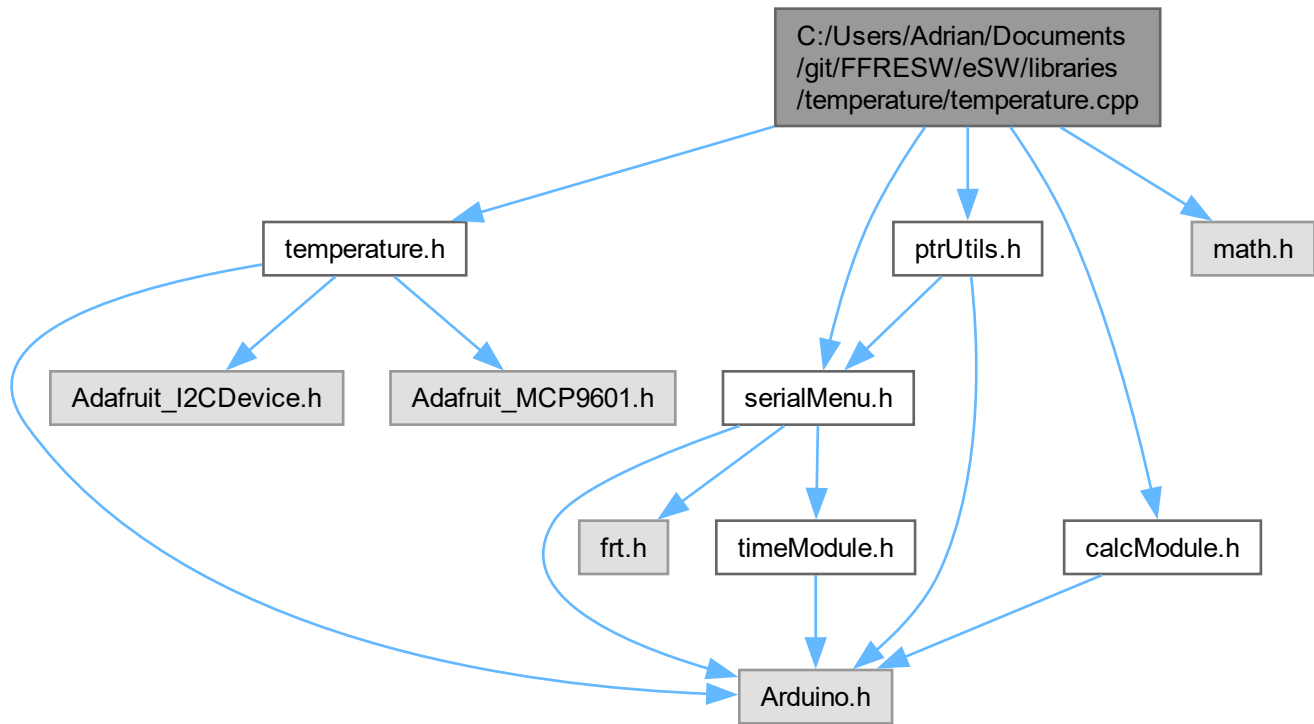 C:/Users/Adrian/Documents
/git/FFRESW/eSW/libraries
/temperature/temperature.cpp
temperature.h
ptrUtils.h
math.h
Adafruit_I2CDevice.h
Adafruit_MCP9601.h
serialMenu.h
frt.h
timeModule.h
calcModule.h
Arduino.h